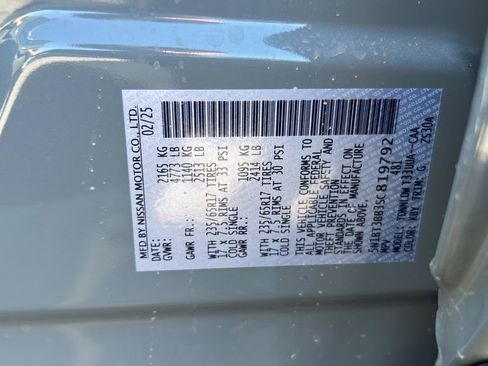 MFD BY NISSAN MOTOR CO., LTD.
DATE: 02/25
GVWR: 2165 KG
4773 LB
GAWR FR.: 1140 KG
2513 LB
WITH 235/65R17 TIRES
17 X 7.5 RIMS AT 33 PSI
COLD SINGLE
GAWR RR.: 1095 KG
2414 LB
WITH 235/65R17 TIRES
17 X 7.5 RIMS AT 30 PSI
COLD SINGLE
THIS VEHICLE CONFORMS TO
ALL APPLICABLE FEDERAL
MOTOR VEHICLE SAFETY AND
THEFT PREVENTION
STANDARDS IN EFFECT
ON THE DATE OF MANUFACTURE
SHOWN ABOVE.
819792
MPV 4B1
MODEL:
COLOR: KBY TRIM: G ZS30A